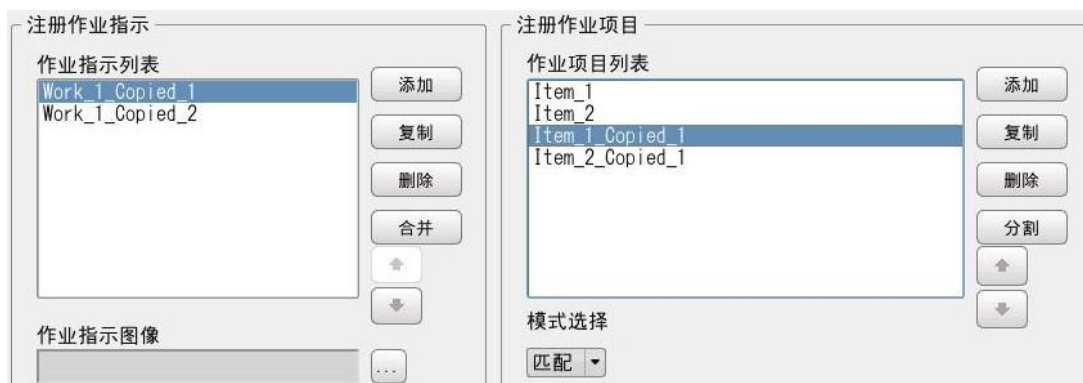 注册作业指示
作业指示列表
Work_1_Copied_1
Work_1_Copied_2
添加
复制
删除
合并
作业指示图像
...
注册作业项目
作业项目列表
Item_1
Item_2
Item_1_Copied_1
Item_2_Copied_1
添加
复制
删除
分割
模式选择
匹配